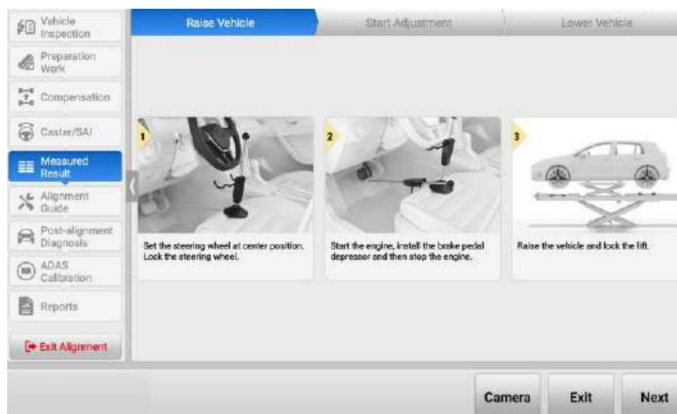 Vehicle
Inspection
Preparation
Work
Compensation
Caster/SAI
Measured
Result
Alignment
Guide
Post-alignment
Diagnosis
ADAS
Calibration
Reports
Exit Alignment
Raise Vehicle
Start Adjustment
Lower Vehicle
1
Set the steering wheel at center position.
Lock the steering wheel.
2
Start the engine, install the brake pedal
depressor and then stop the engine.
3
Raise the vehicle and lock the lift.
Camera
Exit
Next